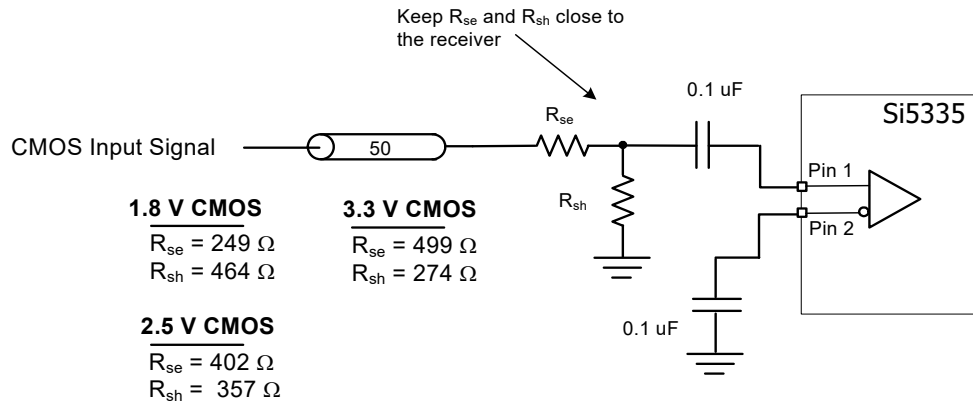 Keep Rse and Rsh close to
the receiver
0.1 uF
Si5335
Rse
CMOS Input Signal
50
Pin 1
Rsh
Pin 2
1.8 V CMOS
Rse = 249 Ω
Rsh = 464 Ω
3.3 V CMOS
Rse = 499 Ω
Rsh = 274 Ω
0.1 uF
2.5 V CMOS
Rse = 402 Ω
Rsh = 357 Ω